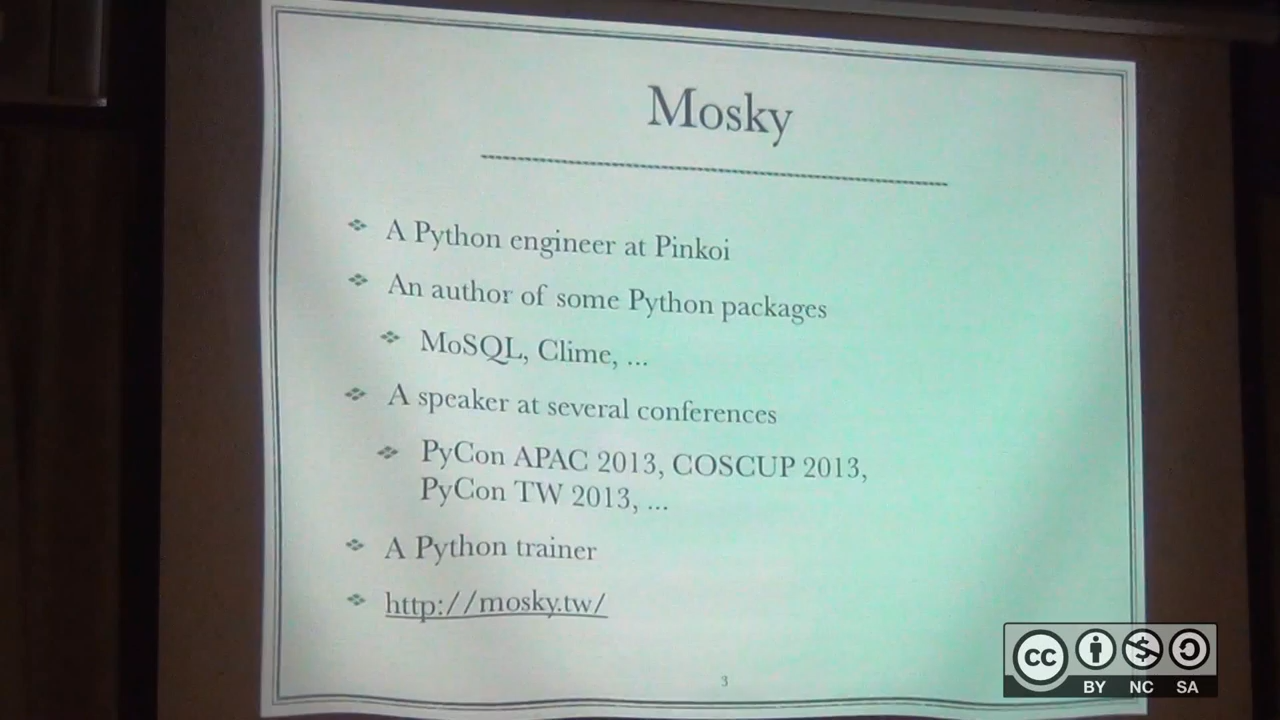 Mosky
A Python engineer at Pinkoi
An author of some Python packages
MoSQL, Clime, ...
A speaker at several conferences
PyCon APAC 2013, COSCUP 2013,
PyCon TW 2013, ...
A Python trainer
http://mosky.tw/
3
cc
BY NC SA